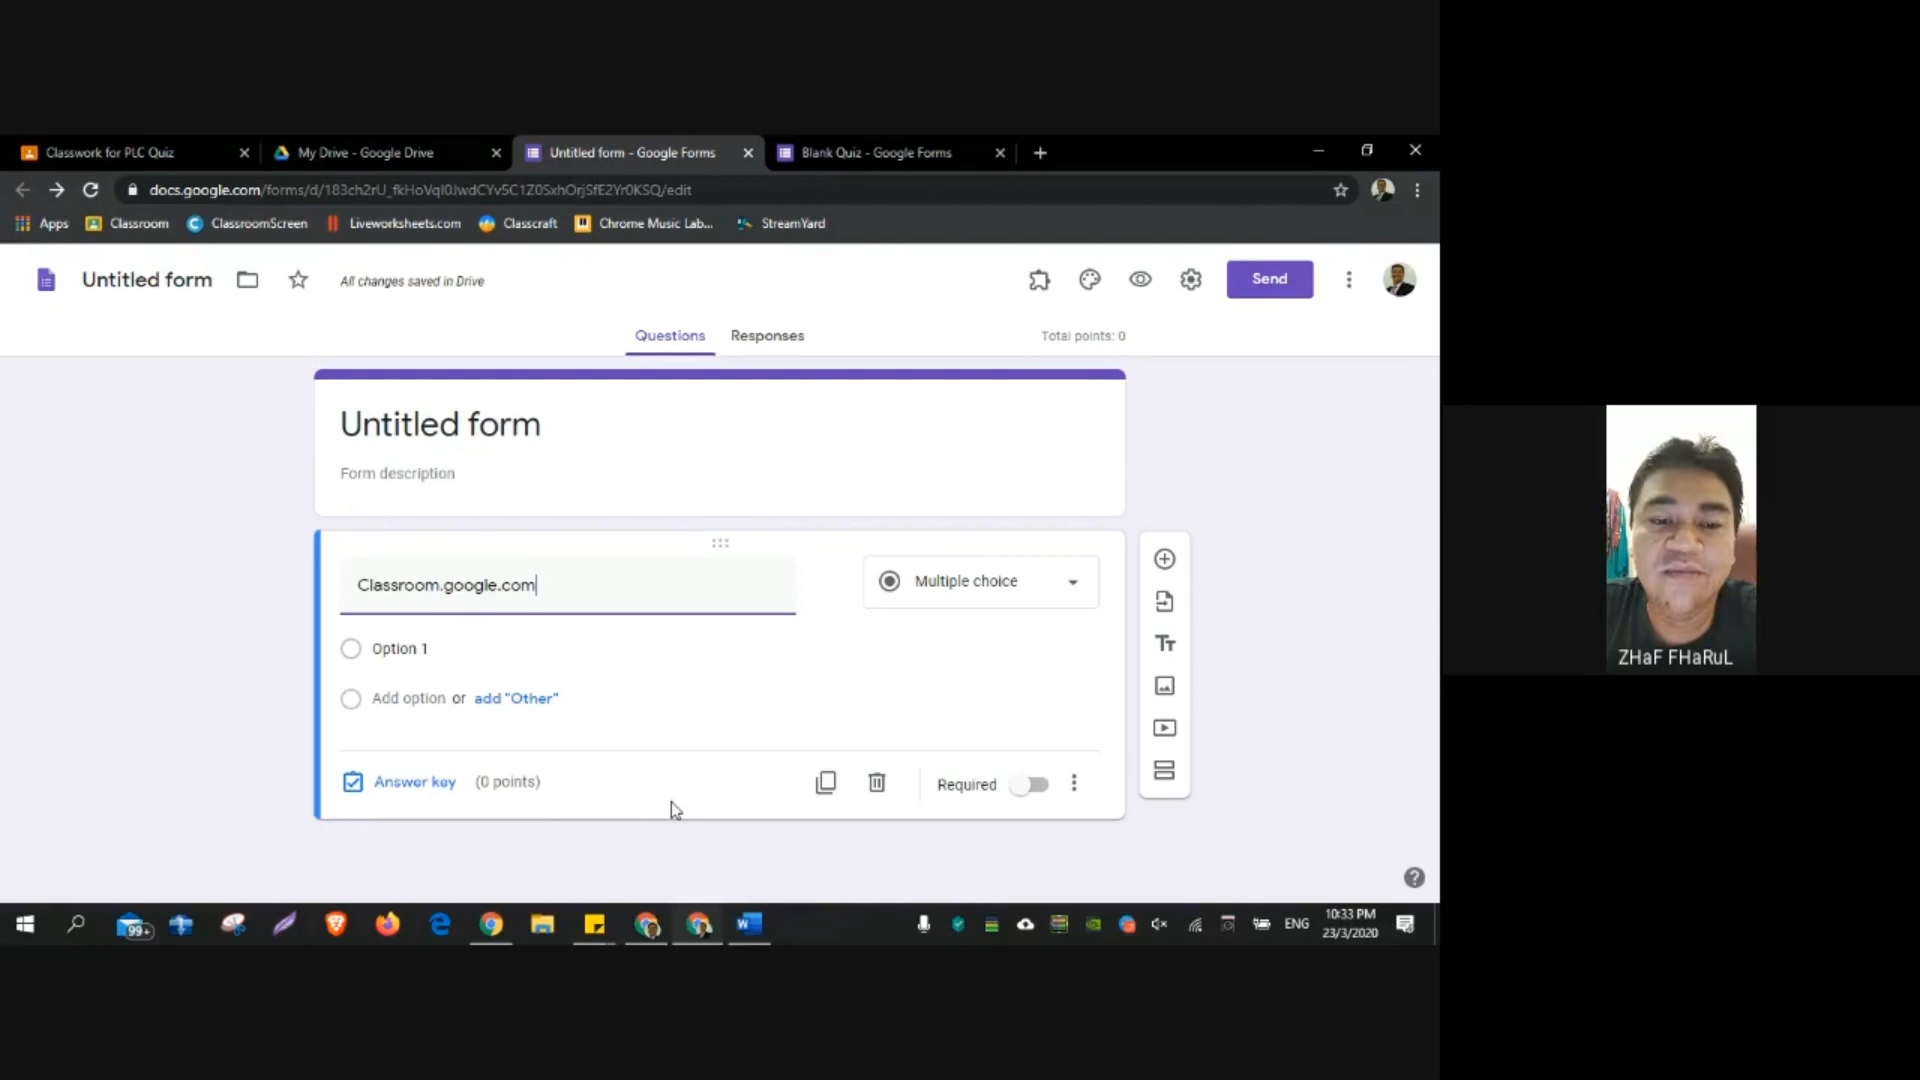 Classwork for PLC Quiz
My Drive - Google Drive
Untitled form - Google Forms
Blank Quiz - Google Forms
docs.google.com/forms/d/183ch2rU_fkHoVqI0JwdCYv5C1Z0SxhOrjSfE2Yr0KSQ/edit
Apps
Classroom
ClassroomScreen
Liveworksheets.com
Classcraft
Chrome Music Lab...
StreamYard
Untitled form
All changes saved in Drive
Send
Questions
Responses
Total points: 0
Untitled form
Form description
Classroom.google.com
Multiple choice
Option 1
Add option or add "Other"
Answer key (0 points)
Required
ZHaF FHaRuL
99+
ENG
10:33 PM
23/3/2020